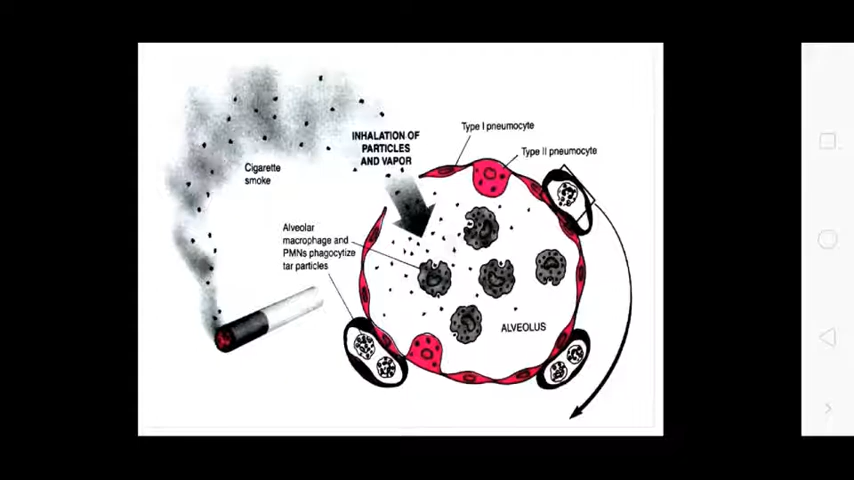 INHALATION OF
PARTICLES
AND VAPOR
Type I pneumocyte
Type II pneumocyte
Cigarette
smoke
Alveolar
macrophage and
PMNs phagocytize
tar particles
ALVEOLUS